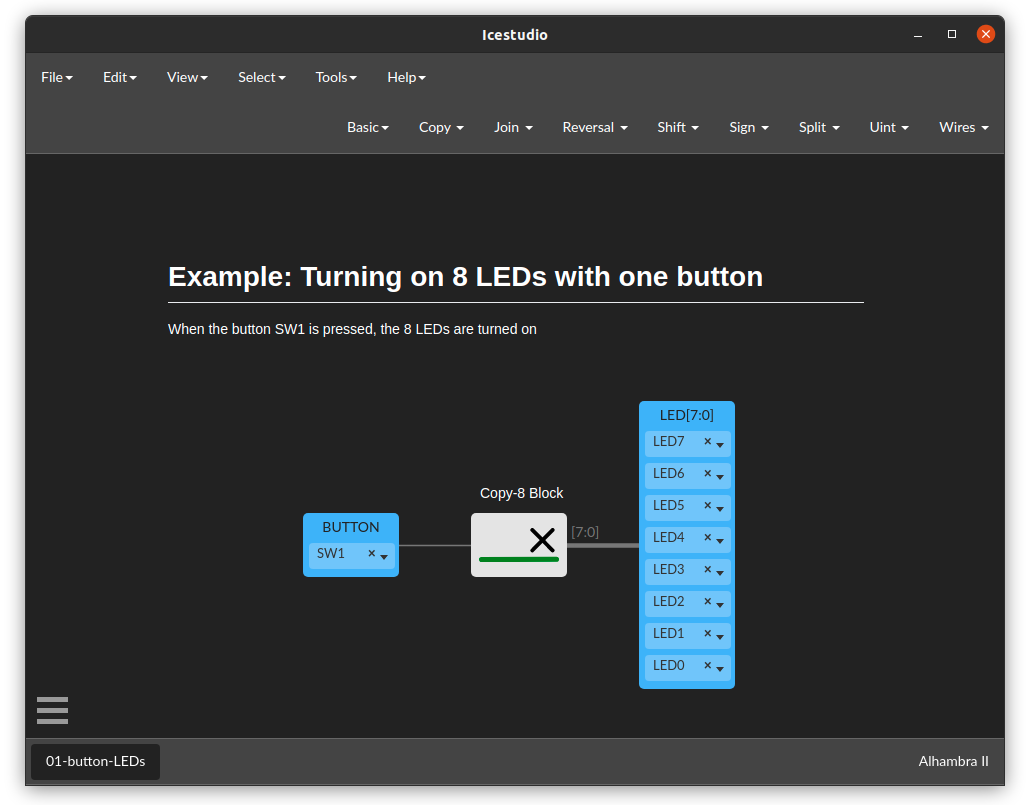 Icestudio
File Edit View Select Tools Help
Basic Copy Join Reversal Shift Sign Split Uint Wires
Example: Turning on 8 LEDs with one button
When the button SW1 is pressed, the 8 LEDs are turned on
LED[7:0]
LED7 ×
LED6 ×
Copy-8 Block
LED5 ×
BUTTON
[7:0]
LED4 ×
SW1 ×
LED3 ×
LED2 ×
LED1 ×
LED0 ×
01-button-LEDs
Alhambra II